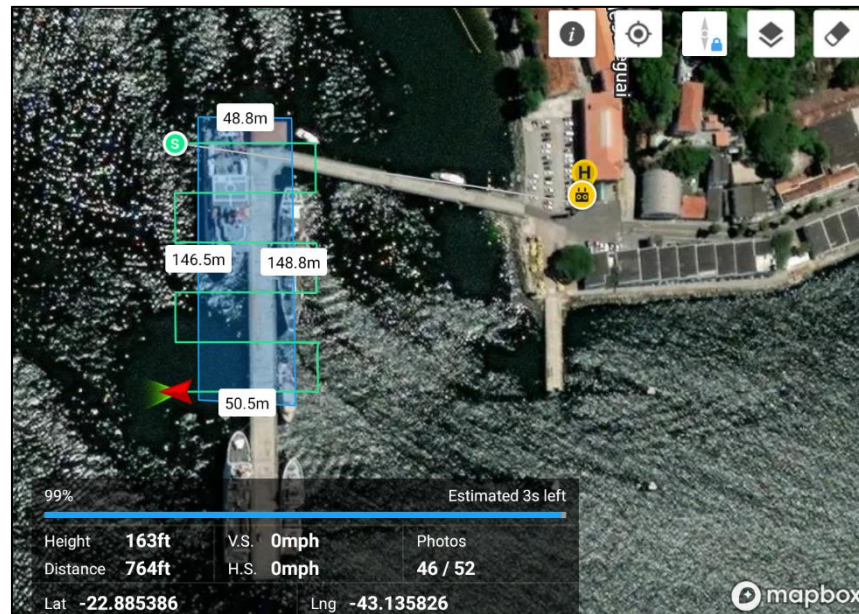 eguai
48.8m
S
H
146.5m
148.8m
50.5m
99% Estimated 3s left
Height 163ft V.S. 0mph Photos
Distance 764ft H.S. 0mph 46 / 52
Lat -22.885386 Lng -43.135826
mapbox